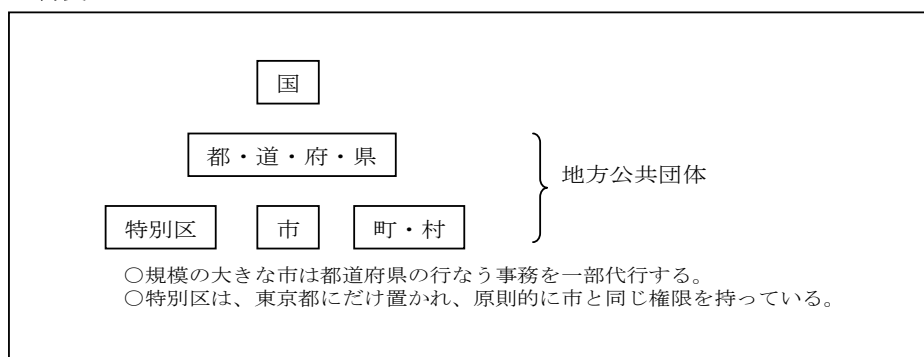 国
都・道・府・県
地方公共団体
特別区 市 町・村
○規模の大きな市は都道府県の行なう事務を一部代行する。
○特別区は、東京都にだけ置かれ、原則的に市と同じ権限を持っている。